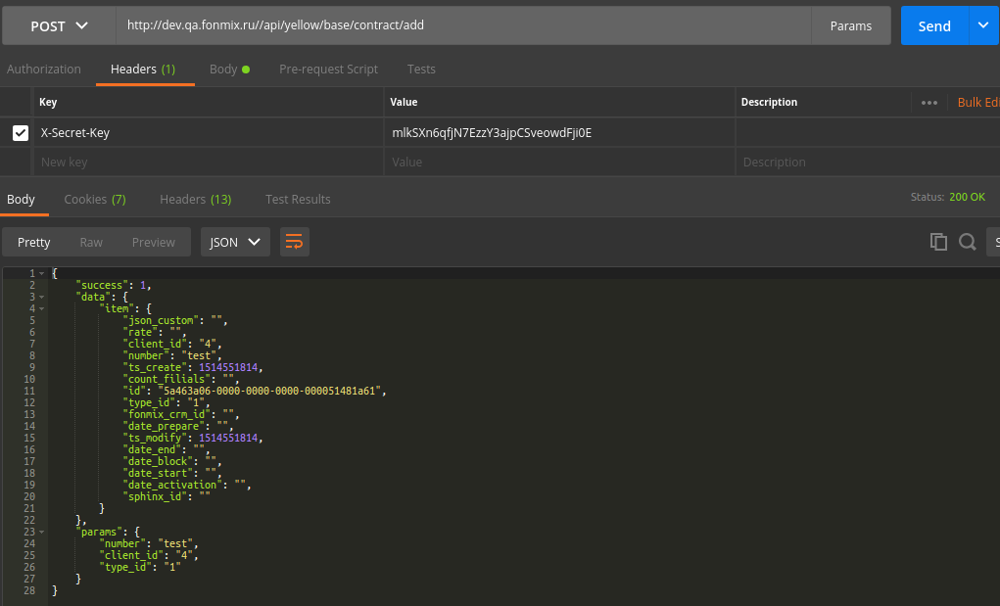 POST http://dev.qa.fonmix.ru//api/yellow/base/contract/add Params Send
Authorization Headers (1) Body Pre-request Script Tests
Key Value Description ••• Bulk Edi
X-Secret-Key mlkSXn6qfjN7EzzY3ajpCSveowdFji0E
New key Value Description
Body Cookies (7) Headers (13) Test Results Status: 200 OK
Pretty Raw Preview JSON S
1 {
2 "success": 1,
3 "data": {
4 "item": {
5 "json_custom": "",
6 "rate": "",
7 "client_id": "4",
8 "number": "test",
9 "ts_create": 1514551814,
10 "count_filials": "",
11 "id": "5a463a06-0000-0000-0000-000051481a61",
12 "type_id": "1",
13 "fonmix_crm_id": "",
14 "date_prepare": "",
15 "ts_modify": 1514551814,
16 "date_end": "",
17 "date_block": "",
18 "date_start": "",
19 "date_activation": "",
20 "sphinx_id": ""
21 }
22 },
23 "params": {
24 "number": "test",
25 "client_id": "4",
26 "type_id": "1"
27 }
28 }